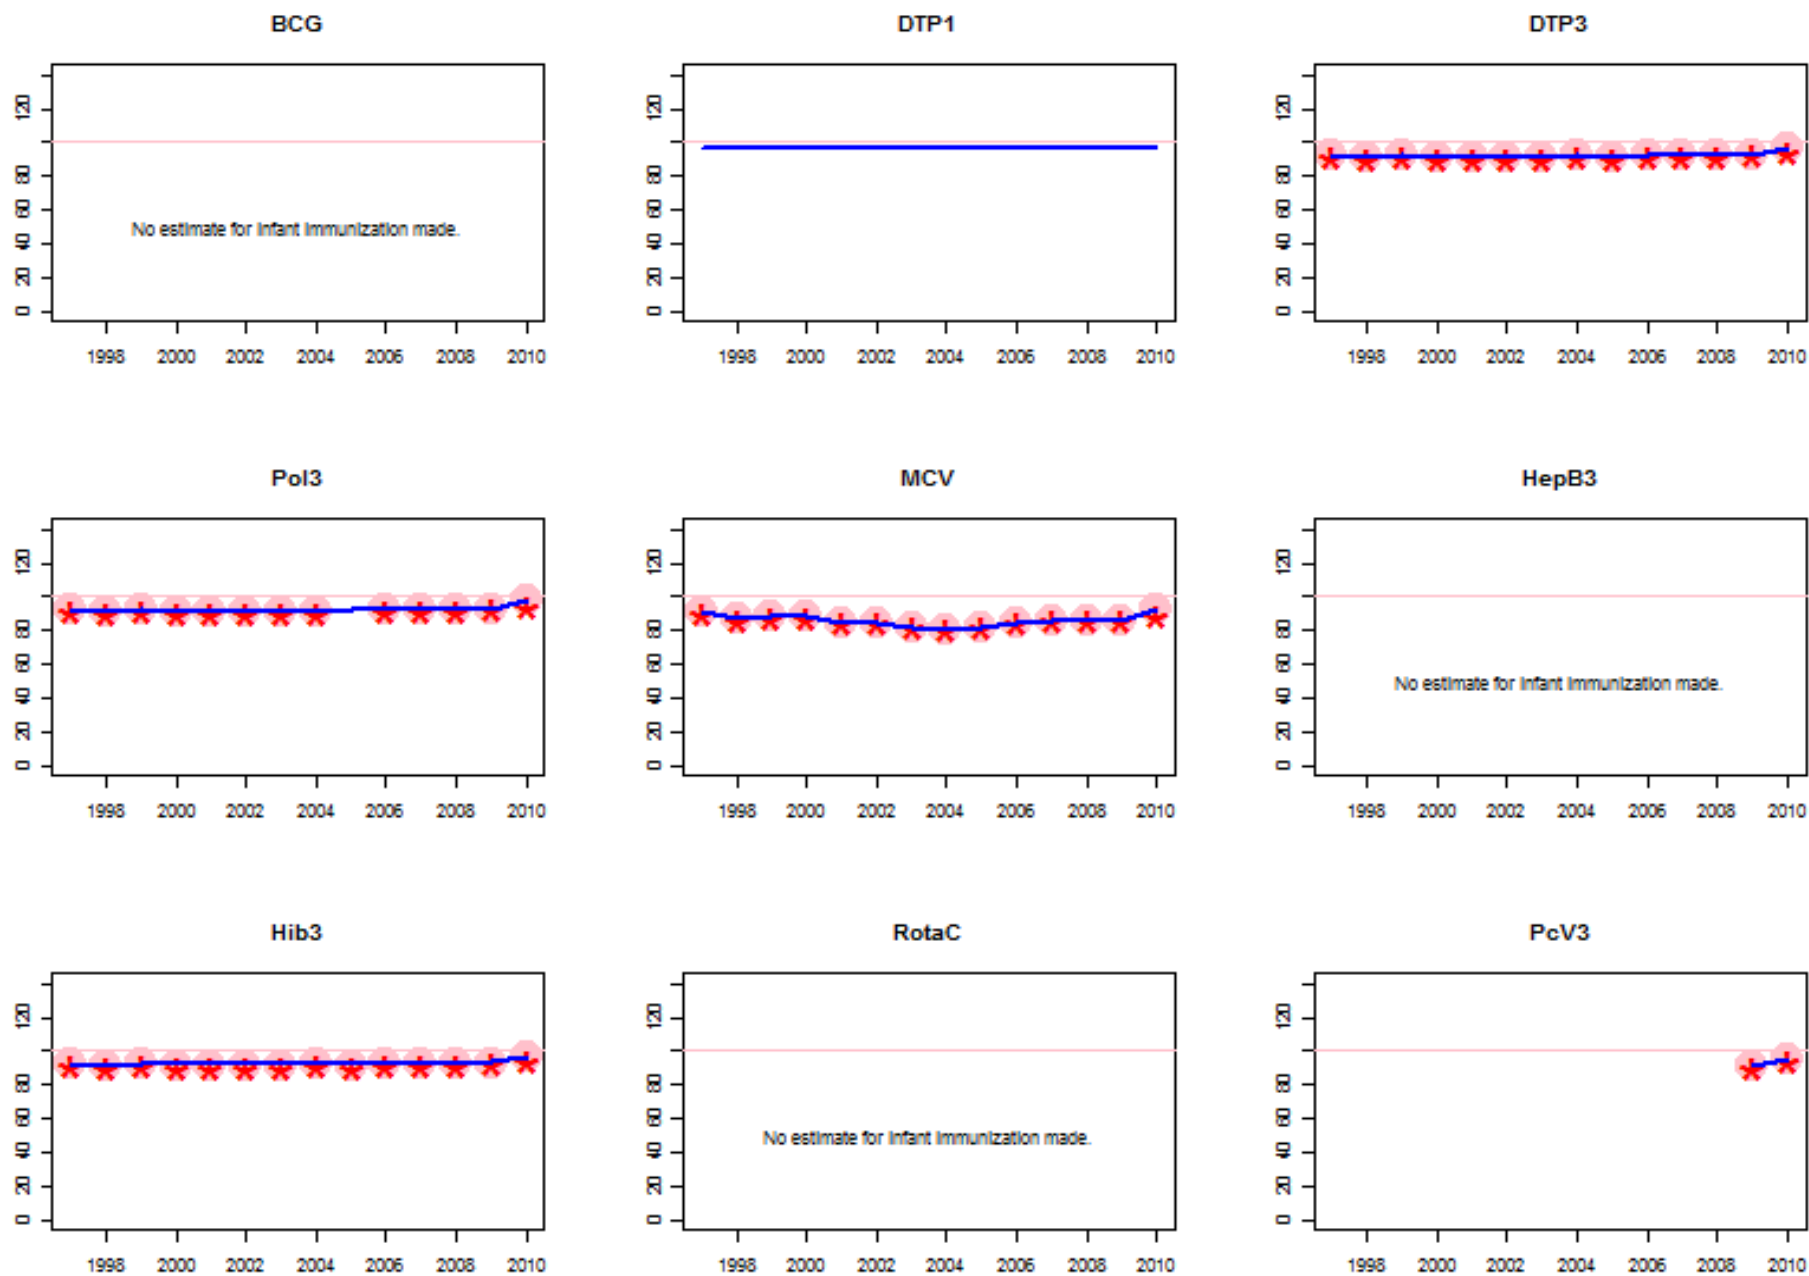 BCG DTP1 DTP3
0 20 40 60 80 120 0 20 40 60 80 120 0 20 40 60 80 120
No estimate for infant immunization made.
1998 2000 2002 2004 2006 2008 2010 1998 2000 2002 2004 2006 2008 2010 1998 2000 2002 2004 2006 2008 2010
Pol3 MCV HepB3
0 20 40 60 80 120 0 20 40 60 80 120 0 20 40 60 80 120
No estimate for infant immunization made.
1998 2000 2002 2004 2006 2008 2010 1998 2000 2002 2004 2006 2008 2010 1998 2000 2002 2004 2006 2008 2010
Hib3 RotaC PcV3
0 20 40 60 80 120 0 20 40 60 80 120 0 20 40 60 80 120
No estimate for infant immunization made.
1998 2000 2002 2004 2006 2008 2010 1998 2000 2002 2004 2006 2008 2010 1998 2000 2002 2004 2006 2008 2010